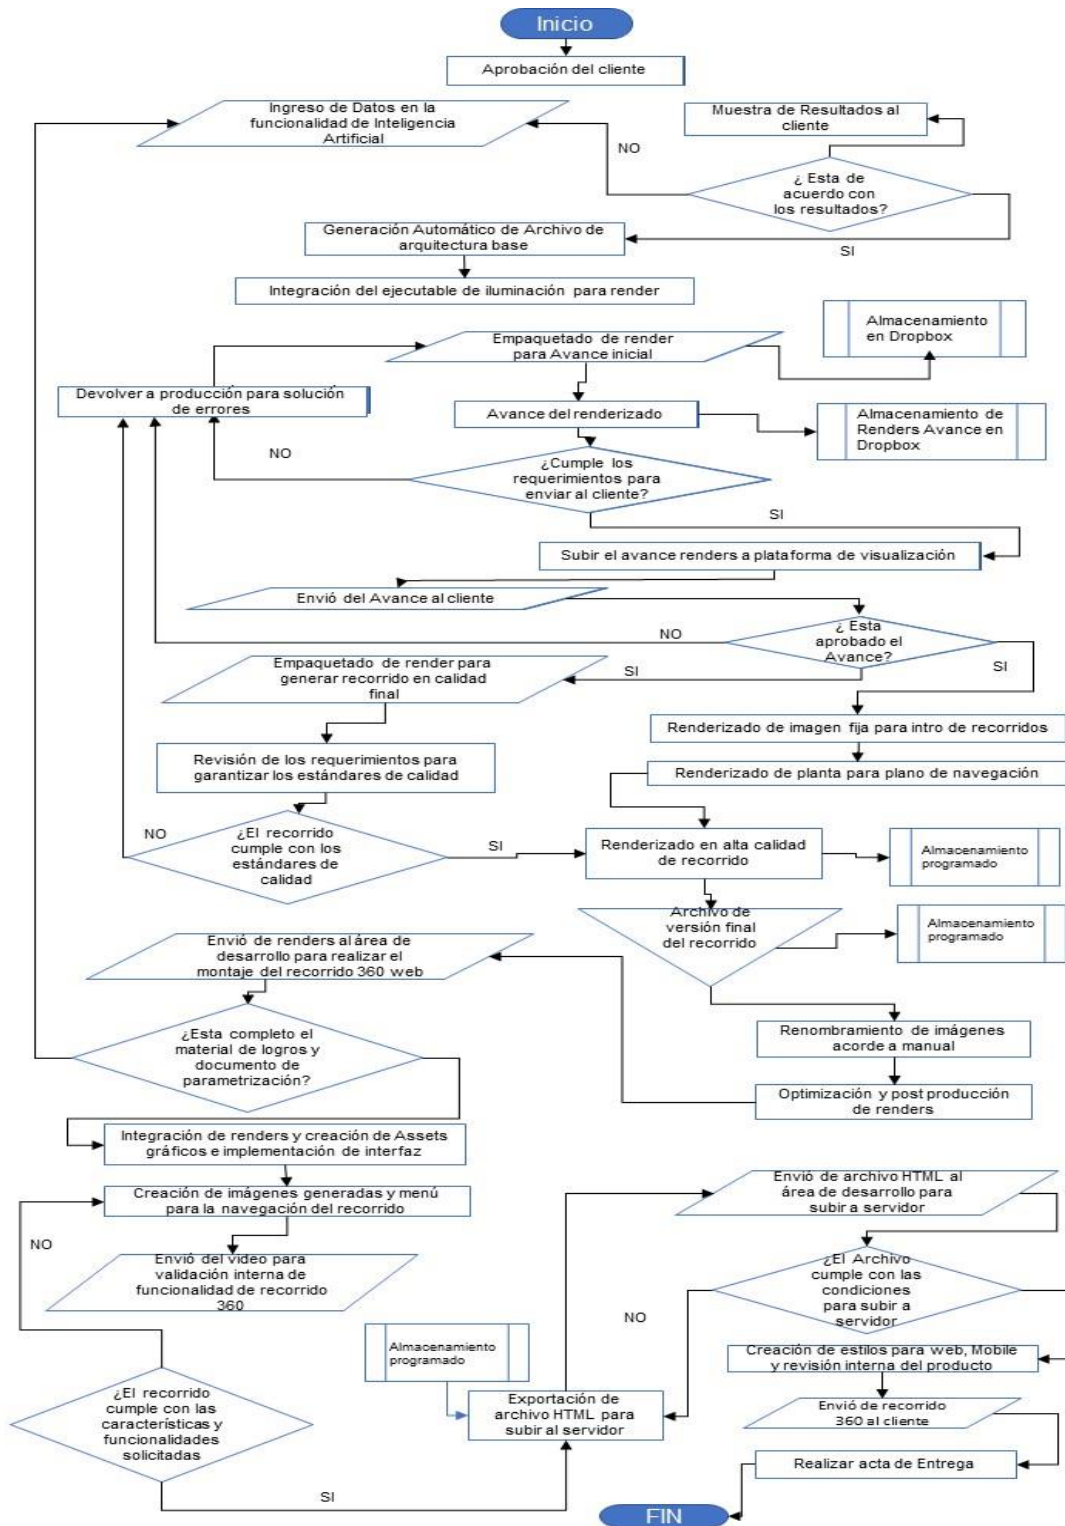 Inicio
Aprobación del cliente
Ingreso de Datos en la
funcionalidad de Inteligencia
Artificial
Muestra de Resultados al
cliente
NO
¿ Esta de
acuerdo con
los resultados?
Generación Automático de Archivo de
arquitectura base
SI
Integración del ejecutable de iluminación para render
Empaquetado de render
para Avance inicial
Almacenamiento
en Dropbox
Devolver a producción para solución
de errores
Avance del renderizado
Almacenamiento de
Renders Avance en
Dropbox
NO
¿Cumple los
requerimientos para
enviar al cliente?
SI
Subir el avance renders a plataforma de visualización
Envió del Avance al cliente
NO
¿ Esta
aprobado el
Avance?
SI
SI
Empaquetado de render para
generar recorrido en calidad
final
Renderizado de imagen fija para intro de recorridos
Revisión de los requerimientos para
garantizar los estándares de calidad
Renderizado de planta para plano de navegación
NO
¿El recorrido
cumple con los
estándares de
calidad
SI
Renderizado en alta calidad
de recorrido
Almacenamiento
programado
Archivo de
versión final
del recorrido
Almacenamiento
programado
Envió de renders al área de
desarrollo para realizar el
montaje del recorrido 360 web
¿Esta completo el
material de logros y
documento de
parametrización?
Renombramiento de imágenes
acorde a manual
Optimización y post producción
de renders
Integración de renders y creación de Assets
gráficos e implementación de interfaz
Creación de imágenes generadas y menú
para la navegación del recorrido
NO
Envió del video para
validación interna de
funcionalidad de recorrido
360
Envió de archivo HTML al
área de desarrollo para
subir a servidor
¿El Archivo
cumple con las
condiciones
para subir a
servidor
NO
Almacenamiento
programado
Creación de estilos para web, Mobile
y revisión interna del producto
¿El recorrido
cumple con las
características y
funcionalidades
solicitadas
Exportación de
archivo HTML para
subir al servidor
Envió de recorrido
360 al cliente
SI
Realizar acta de Entrega
FIN